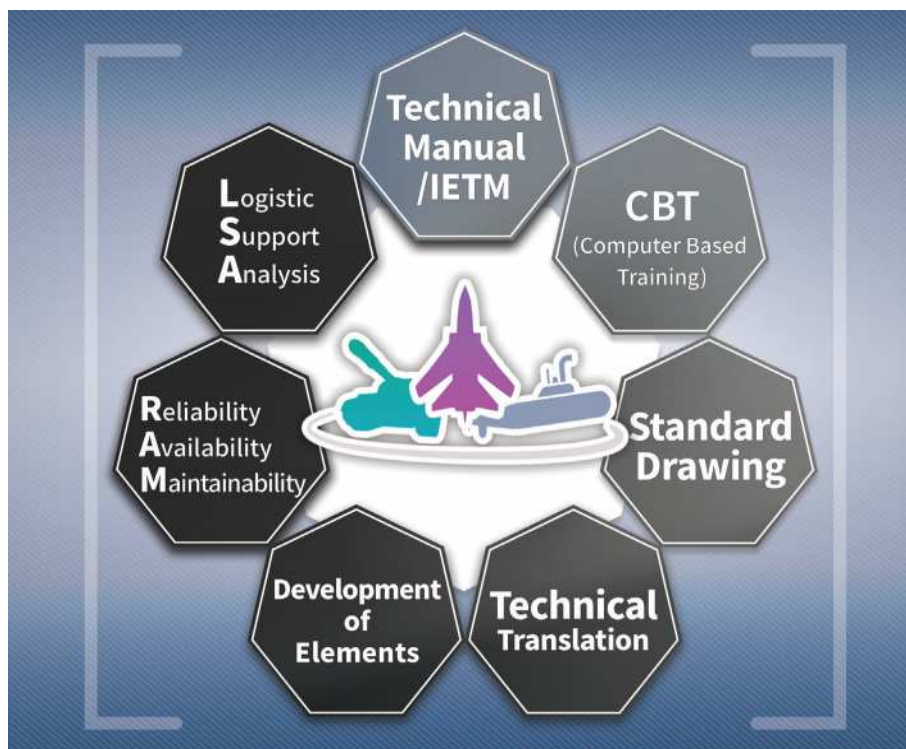 Technical
Manual
/IETM
CBT
(Computer Based
Training)
Standard
Drawing
Technical
Translation
Development
of
Elements
Reliability
Availability
Maintainability
Logistic
Support
Analysis